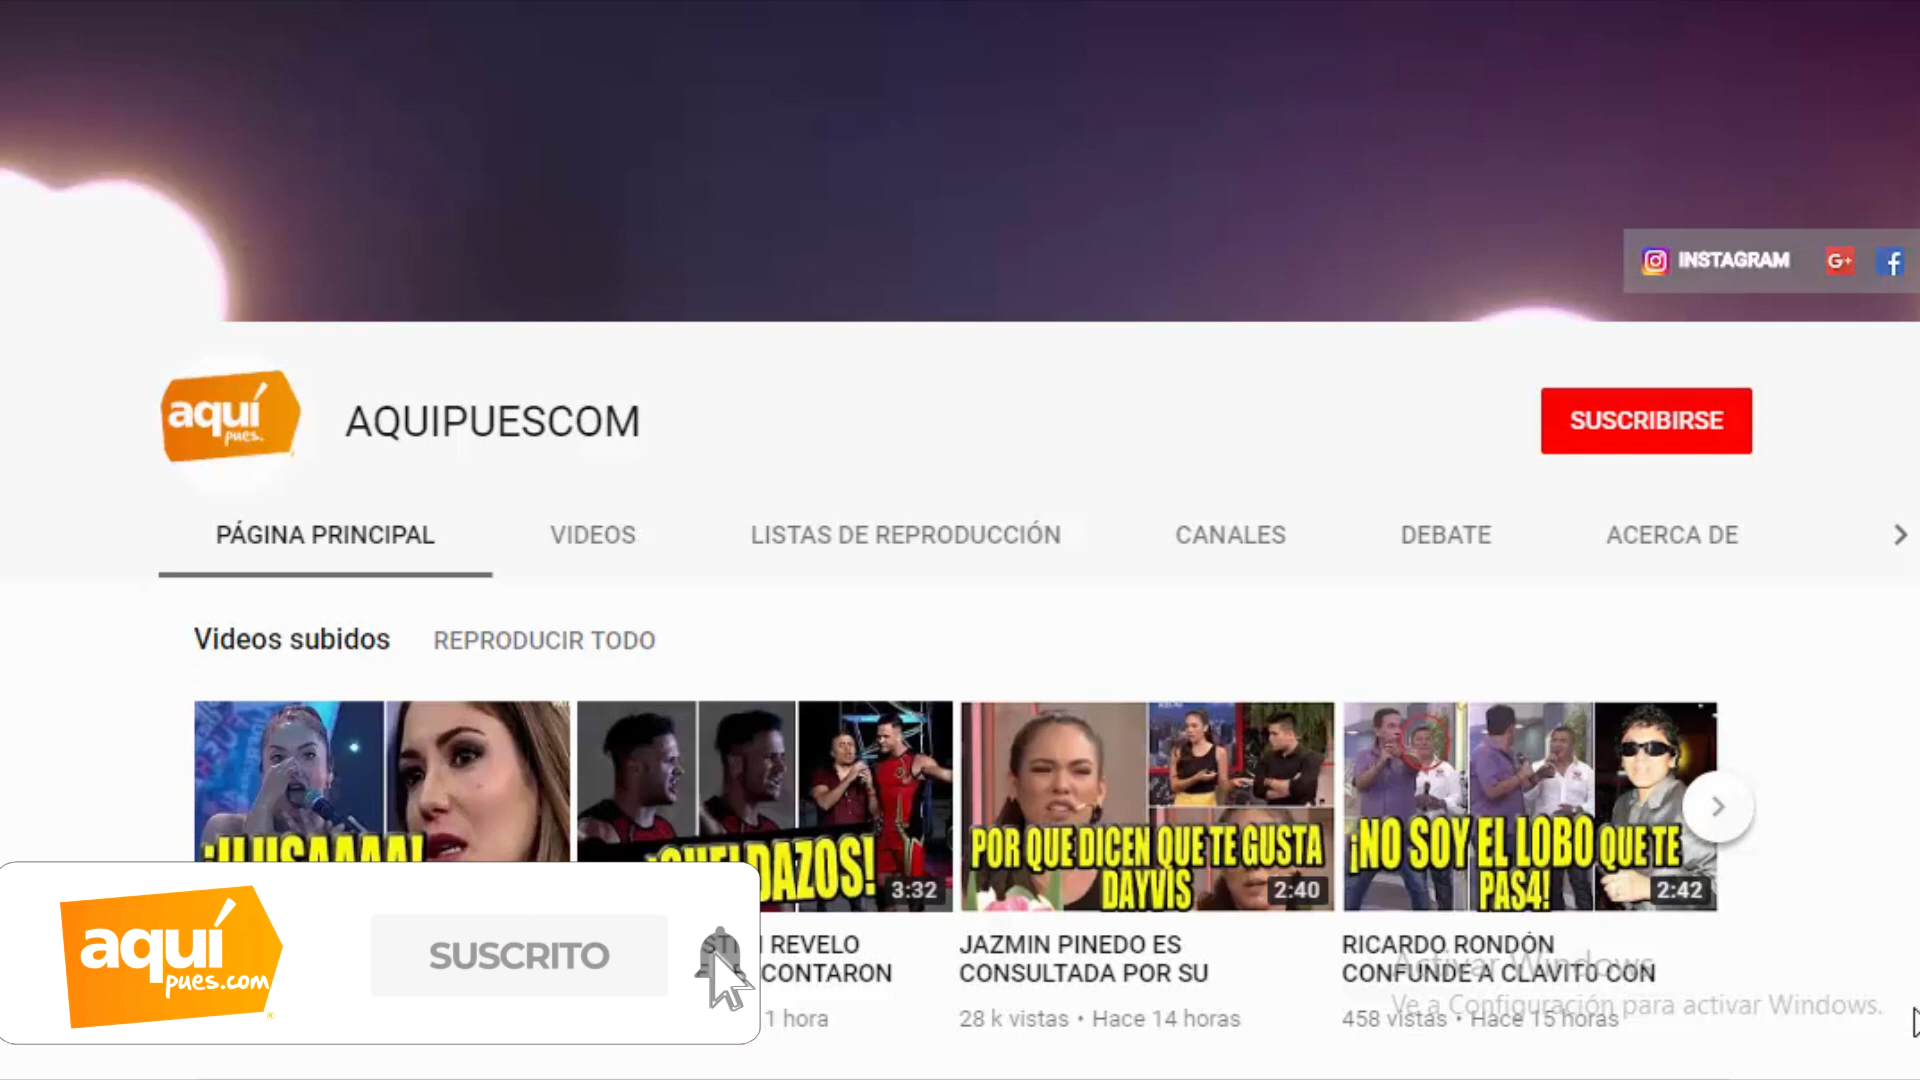 INSTAGRAM
G+
f
aquí
pues.
AQUIPUESCOM
SUSCRIBIRSE
PÁGINA PRINCIPAL
VIDEOS
LISTAS DE REPRODUCCIÓN
CANALES
DEBATE
ACERCA DE
Videos subidos
REPRODUCIR TODO
3:32
POR QUE DICEN QUE TE GUSTA
DAYVIS
2:40
¡NO SOY EL LOBO QUE TE
PAS4!
2:42
REVELO
CONTARON
1 hora
JAZMIN PINEDO ES
CONSULTADA POR SU
28 k vistas • Hace 14 horas
RICARDO RONDÓN
CONFUNDE A CLAVIT0 CON
458 vistas • Hace 15 horas
Activar Windows
Ve a Configuración para activar Windows.
aquí
pues.com
SUSCRITO